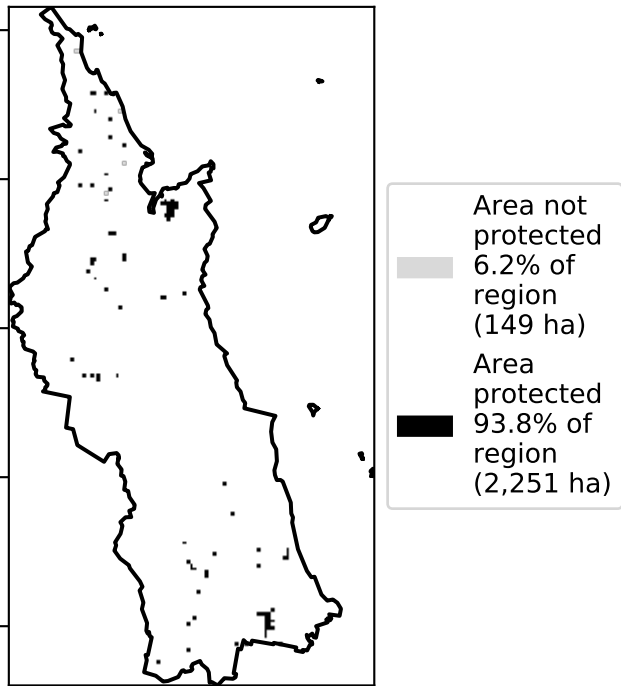 Area not
protected
6.2% of
region
(149 ha)
Area
protected
93.8% of
region
(2,251 ha)